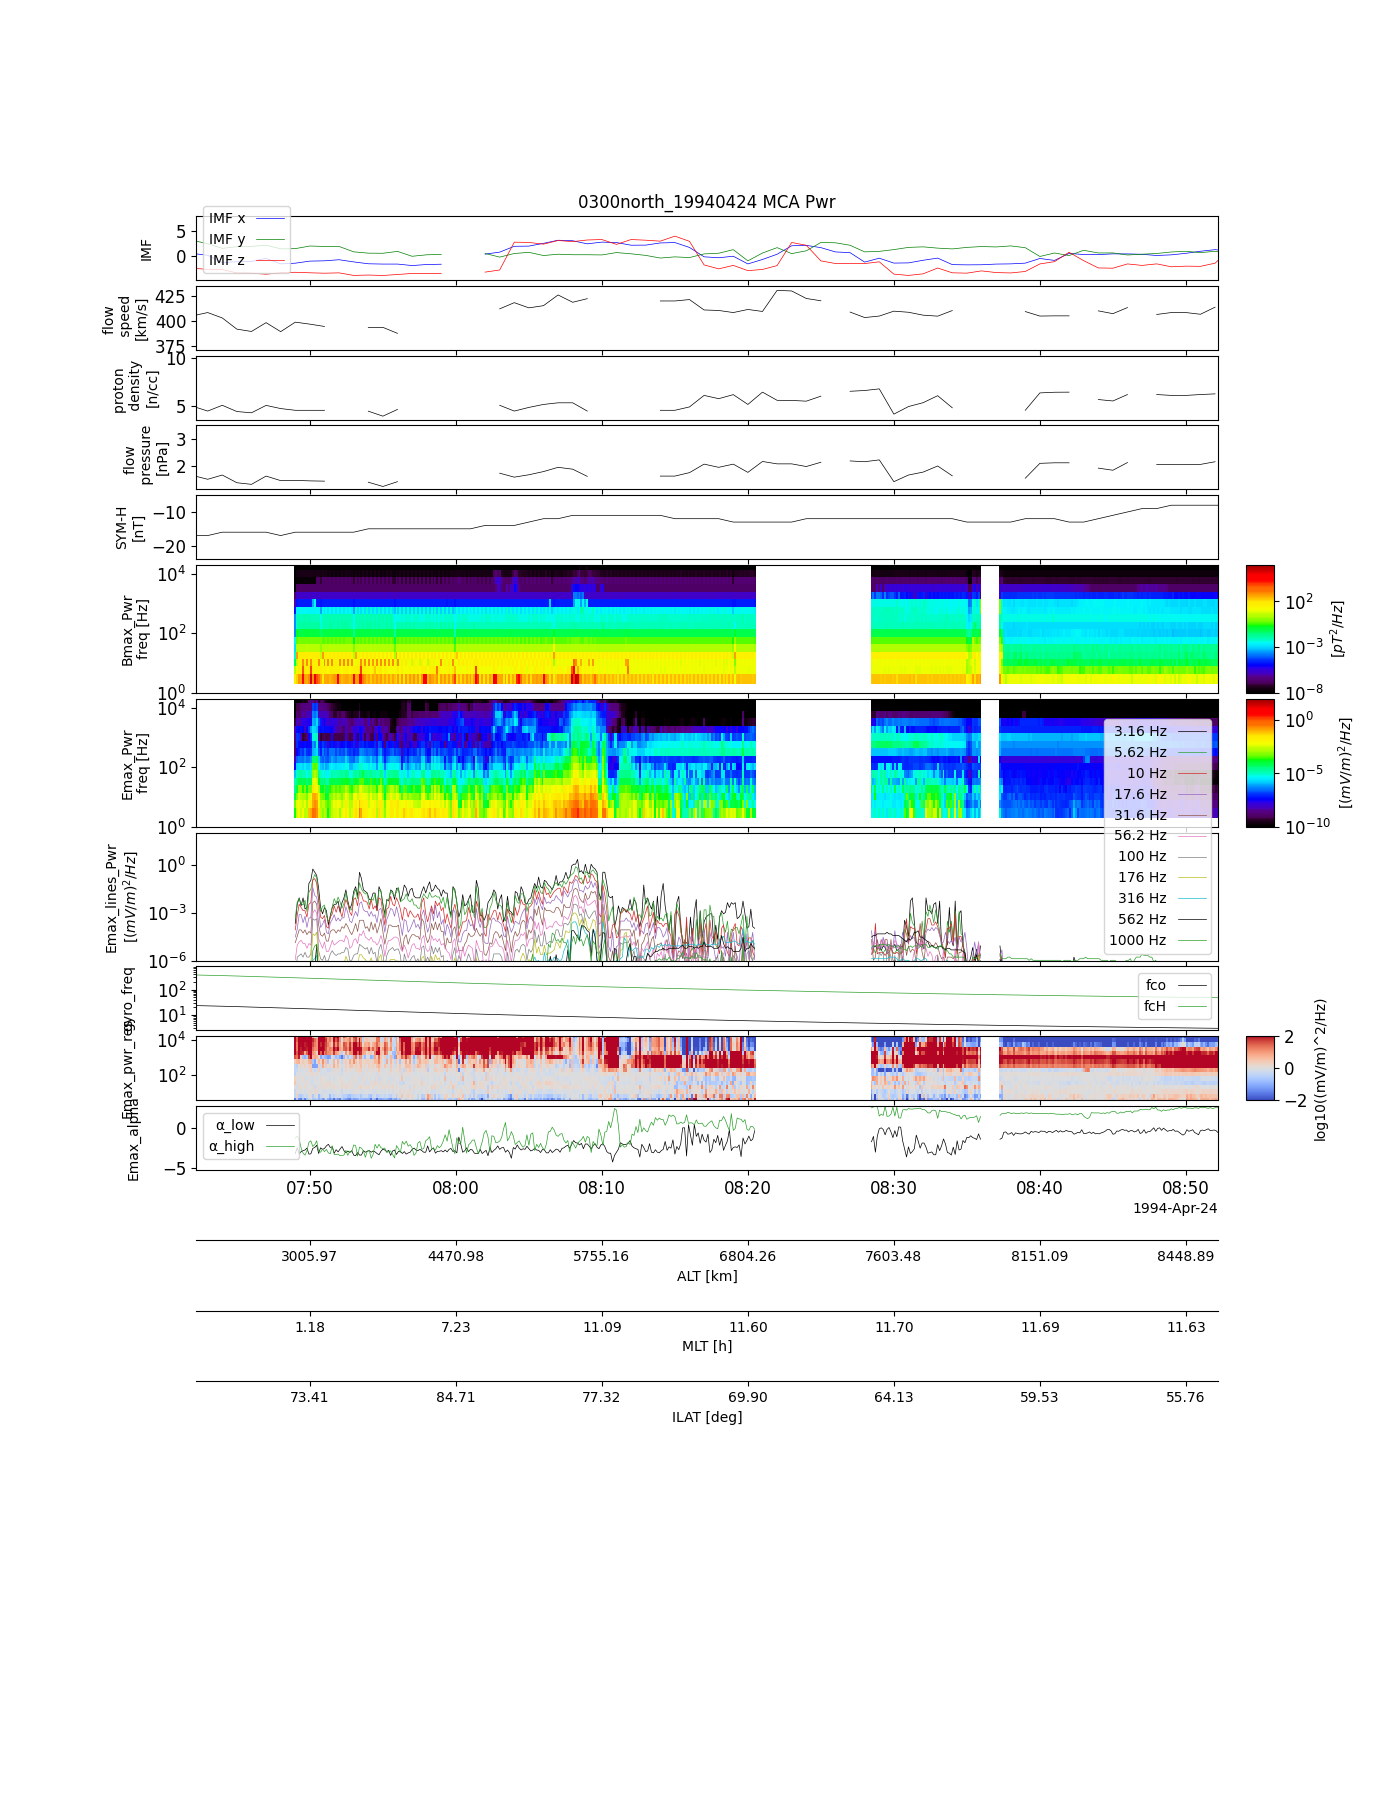 0300north_19940424 MCA Pwr
IMF
5
0
IMF x
IMF y
IMF z
flow
speed
[km/s]
425
400
375
proton
density
[n/cc]
10
5
flow
pressure
[nPa]
3
2
SYM-H
[nT]
−10
−20
Bmax_Pwr
freq [Hz]
10^4
10^2
10^0
10^2
10^−3
10^−8
[pT^2/Hz]
Emax_Pwr
freq [Hz]
10^4
10^2
10^0
10^0
10^−5
10^−10
[(mV/m)^2/Hz]
3.16 Hz
5.62 Hz
10 Hz
17.6 Hz
31.6 Hz
56.2 Hz
100 Hz
176 Hz
316 Hz
562 Hz
1000 Hz
Emax_lines_Pwr
[(mV/m)^2/Hz]
10^0
10^−3
10^−6
gyro_freq
10^2
10^1
fco
fcH
Emax_pwr_res
10^4
10^2
2
0
−2
log10((mV/m)^2/Hz)
Emax_alpha
0
−5
α_low
α_high
07:50 08:00 08:10 08:20 08:30 08:40 08:50
1994-Apr-24
3005.97 4470.98 5755.16 6804.26 7603.48 8151.09 8448.89
ALT [km]
1.18 7.23 11.09 11.60 11.70 11.69 11.63
MLT [h]
73.41 84.71 77.32 69.90 64.13 59.53 55.76
ILAT [deg]